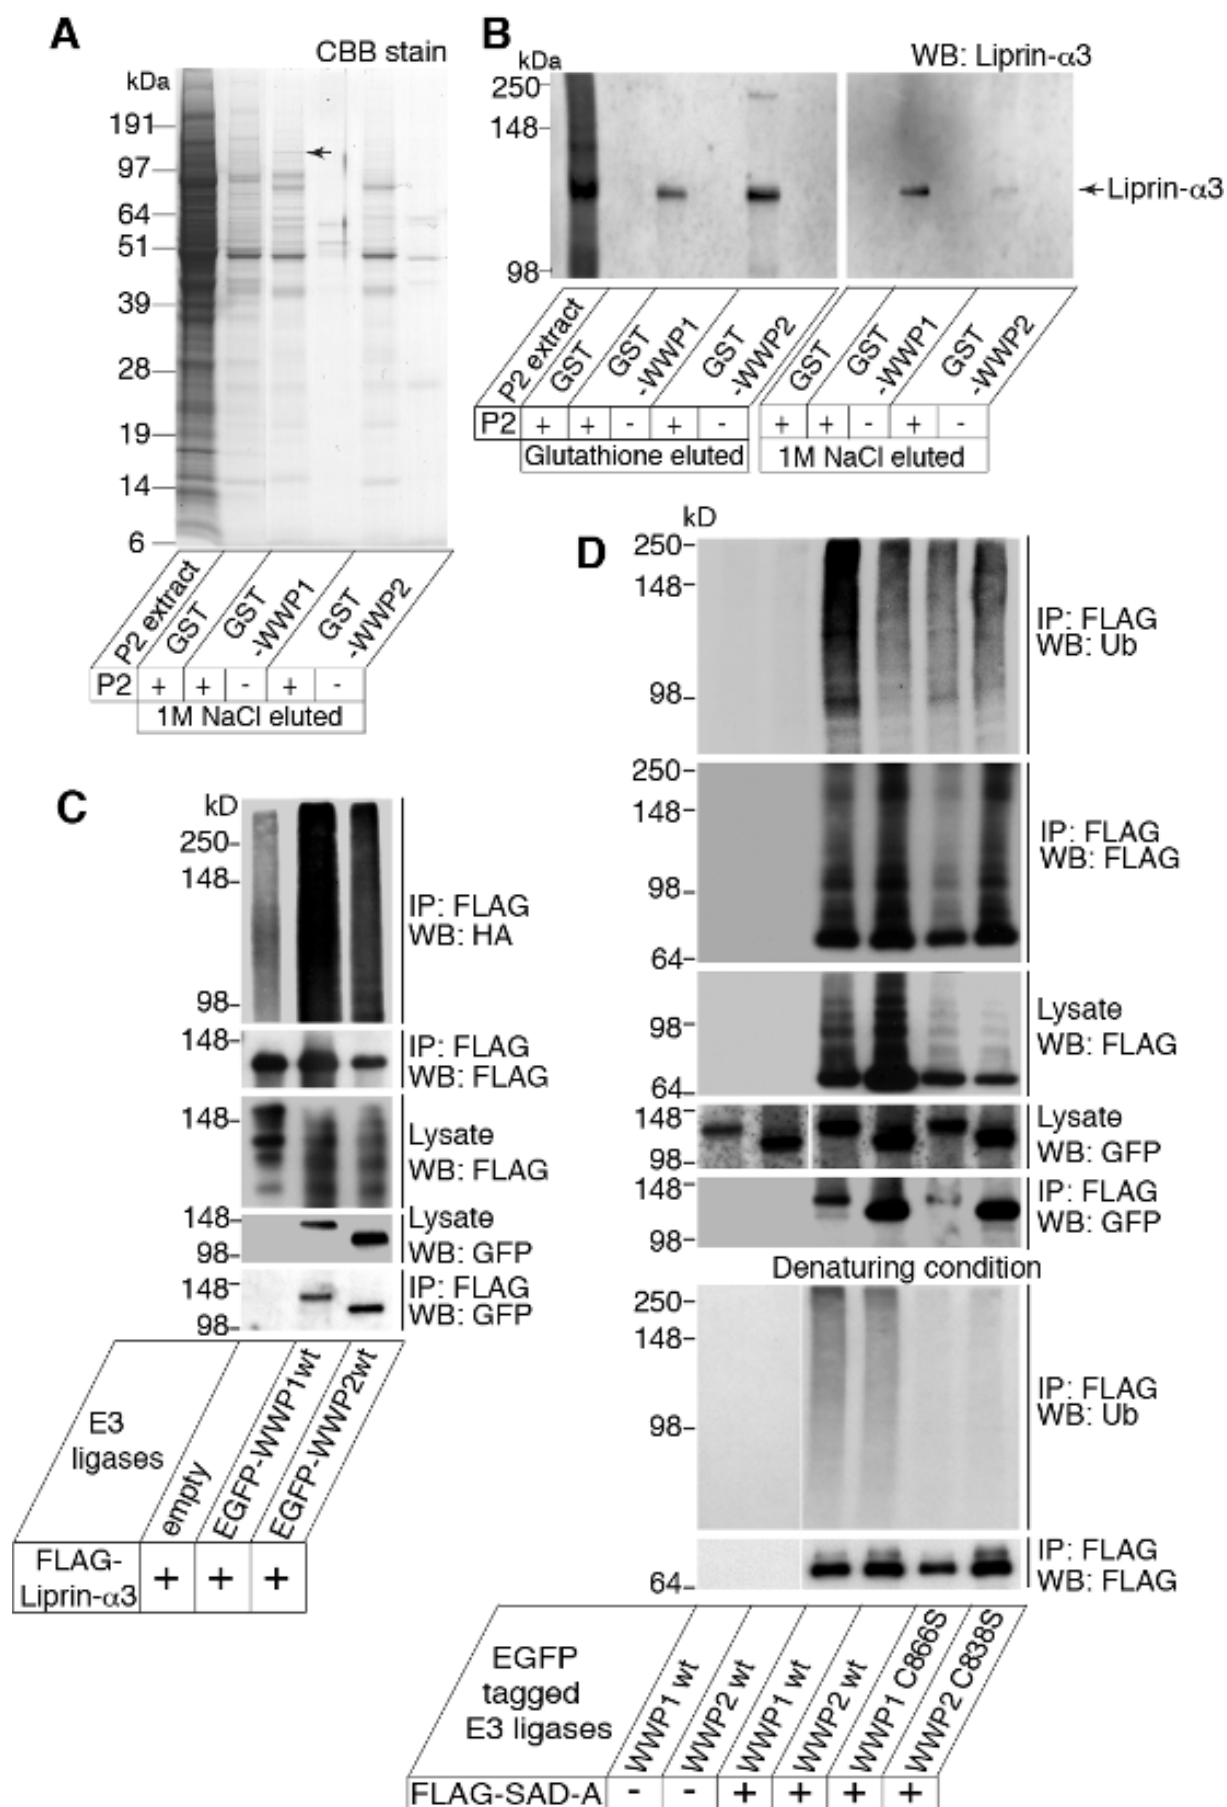 A
CBB stain
kDa
191
97
64
51
39
28
19
14
6
P2 extract
GST
GST
-WWP1
GST
-WWP2
P2 + + - + -
1M NaCl eluted
B
kDa
WB: Liprin-α3
250
148
98
Liprin-α3
P2 extract
GST
GST
-WWP1
GST
-WWP2
GST
GST
-WWP1
GST
-WWP2
P2 + + - + -
+ + - + -
Glutathione eluted
1M NaCl eluted
C
kD
250
148
98
IP: FLAG
WB: HA
148
IP: FLAG
WB: FLAG
148
Lysate
WB: FLAG
148
98
Lysate
WB: GFP
148
98
IP: FLAG
WB: GFP
E3
ligases
empty
EGFP-WWP1wt
EGFP-WWP2wt
FLAG-
Liprin-α3
+ + +
D
kD
250
148
98
IP: FLAG
WB: Ub
250
148
98
64
IP: FLAG
WB: FLAG
98
64
Lysate
WB: FLAG
148
98
Lysate
WB: GFP
148
98
IP: FLAG
WB: GFP
Denaturing condition
250
148
98
IP: FLAG
WB: Ub
64
IP: FLAG
WB: FLAG
EGFP
tagged
E3 ligases
WWP1 wt
WWP2 wt
WWP1 wt
WWP2 wt
WWP1 C866S
WWP2 C838S
FLAG-SAD-A - - + + + +